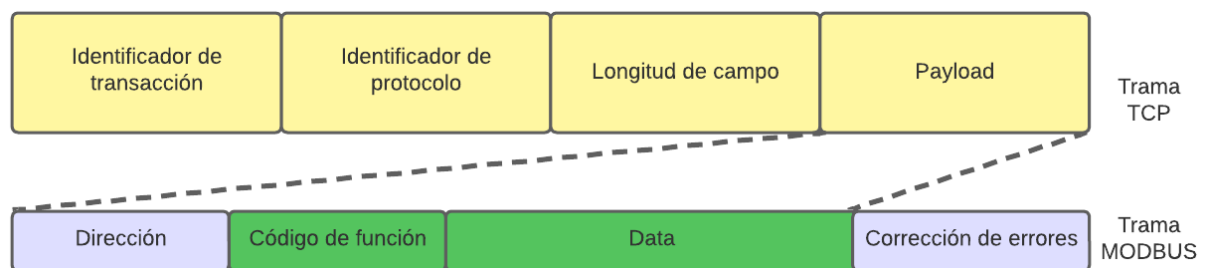 Identificador de
transacción
Identificador de
protocolo
Longitud de campo
Payload
Trama
TCP
Dirección
Código de función
Data
Corrección de errores
Trama
MODBUS